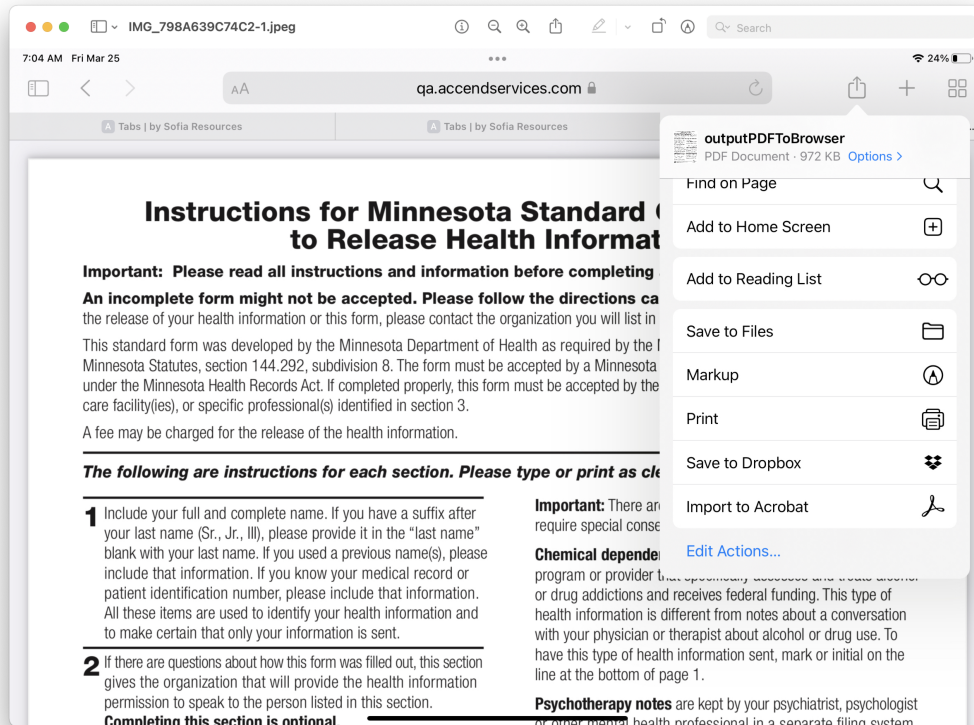 IMG_798A639C74C2-1.jpeg
Search
7:04 AM Fri Mar 25
24%
AA
qa.accendservices.com
A Tabs | by Sofia Resources
A Tabs | by Sofia Resources
outputPDFToBrowser
PDF Document · 972 KB Options >
Find on Page
Add to Home Screen
Add to Reading List
Save to Files
Markup
Print
Save to Dropbox
Import to Acrobat
Edit Actions...
Instructions for Minnesota Standard
to Release Health
Important: Please read all instructions and information before completing
An incomplete form might not be accepted. Please follow the directions
the release of your health information or this form, please contact the organization you will list in
This standard form was developed by the Minnesota Department of Health as required by the
Minnesota Statutes, section 144.292, subdivision 8. The form must be accepted by a Minnesota
under the Minnesota Health Records Act. If completed properly, this form must be accepted by the
care facility(ies), or specific professional(s) identified in section 3.
A fee may be charged for the release of the health information.
The following are instructions for each section. Please type or print as
1 Include your full and complete name. If you have a suffix after
your last name (Sr., Jr., III), please provide it in the “last name”
blank with your last name. If you used a previous name(s), please
include that information. If you know your medical record or
patient identification number, please include that information.
All these items are used to identify your health information and
to make certain that only your information is sent.
2 If there are questions about how this form was filled out, this section
gives the organization that will provide the health information
permission to speak to the person listed in this section.
Completing this section is optional.
Important: There
require special
Chemical
program or provider that specifically assesses and treats alcohol
or drug addictions and receives federal funding. This type of
health information is different from notes about a conversation
with your physician or therapist about alcohol or drug use. To
have this type of health information sent, mark or initial on the
line at the bottom of page 1.
Psychotherapy notes are kept by your psychiatrist, psychologist
or other mental health professional in a separate filing system